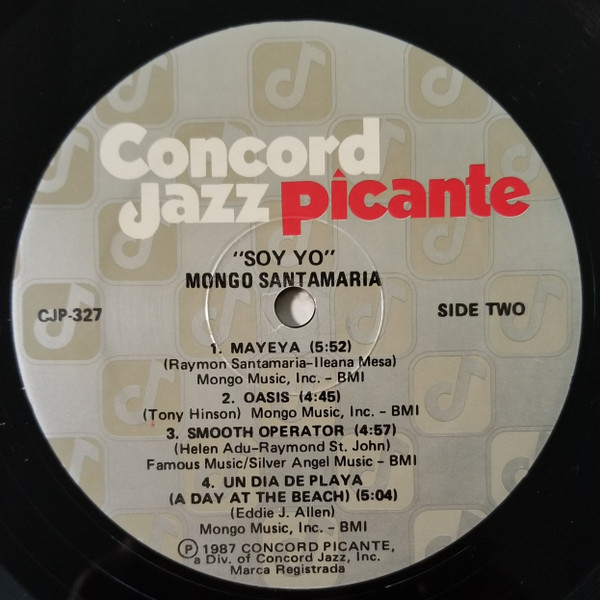 Concord
Jazz Picante
"SOY YO"
MONGO SANTAMARIA
CJP-327
SIDE TWO
1. MAYEYA (5:52)
(Raymon Santamaria-Ileana Mesa)
Mongo Music, Inc. - BMI
2. OASIS (4:45)
(Tony Hinson) Mongo Music, Inc. - BMI
3. SMOOTH OPERATOR (4:57)
(Helen Adu-Raymond St. John)
Famous Music/Silver Angel Music - BMI
4. UN DIA DE PLAYA
(A DAY AT THE BEACH) (5:04)
(Eddie J. Allen)
Mongo Music, Inc. - BMI
Ⓟ 1987 CONCORD PICANTE,
a Div. of Concord Jazz, Inc.
Marca Registrada